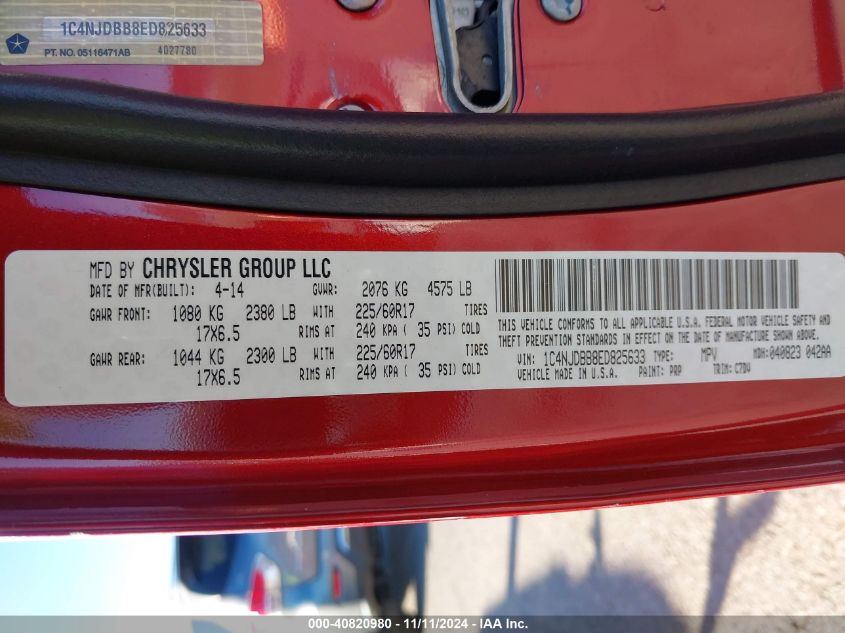 1C4NJDBB8ED825633
PT. NO. 05116471AB 4027780
MFD BY CHRYSLER GROUP LLC
DATE OF MFR(BUILT): 4-14 GVWR: 2076 KG 4575 LB
GAWR FRONT: 1080 KG 2380 LB WITH 225/60R17 TIRES
17X6.5 RIMS AT 240 KPA ( 35 PSI) COLD
GAWR REAR: 1044 KG 2300 LB WITH 225/60R17 TIRES
17X6.5 RIMS AT 240 KPA ( 35 PSI) COLD
THIS VEHICLE CONFORMS TO ALL APPLICABLE U.S.A. FEDERAL MOTOR VEHICLE SAFETY AND
THEFT PREVENTION STANDARDS IN EFFECT ON THE DATE OF MANUFACTURE SHOWN ABOVE.
VIN: 1C4NJDBB8ED825633 TYPE: MPV MDH:040823 042AA
VEHICLE MADE IN U.S.A. PAINT: PRP TRIM: C7DV
000-40820980 - 11/11/2024 - IAA Inc.